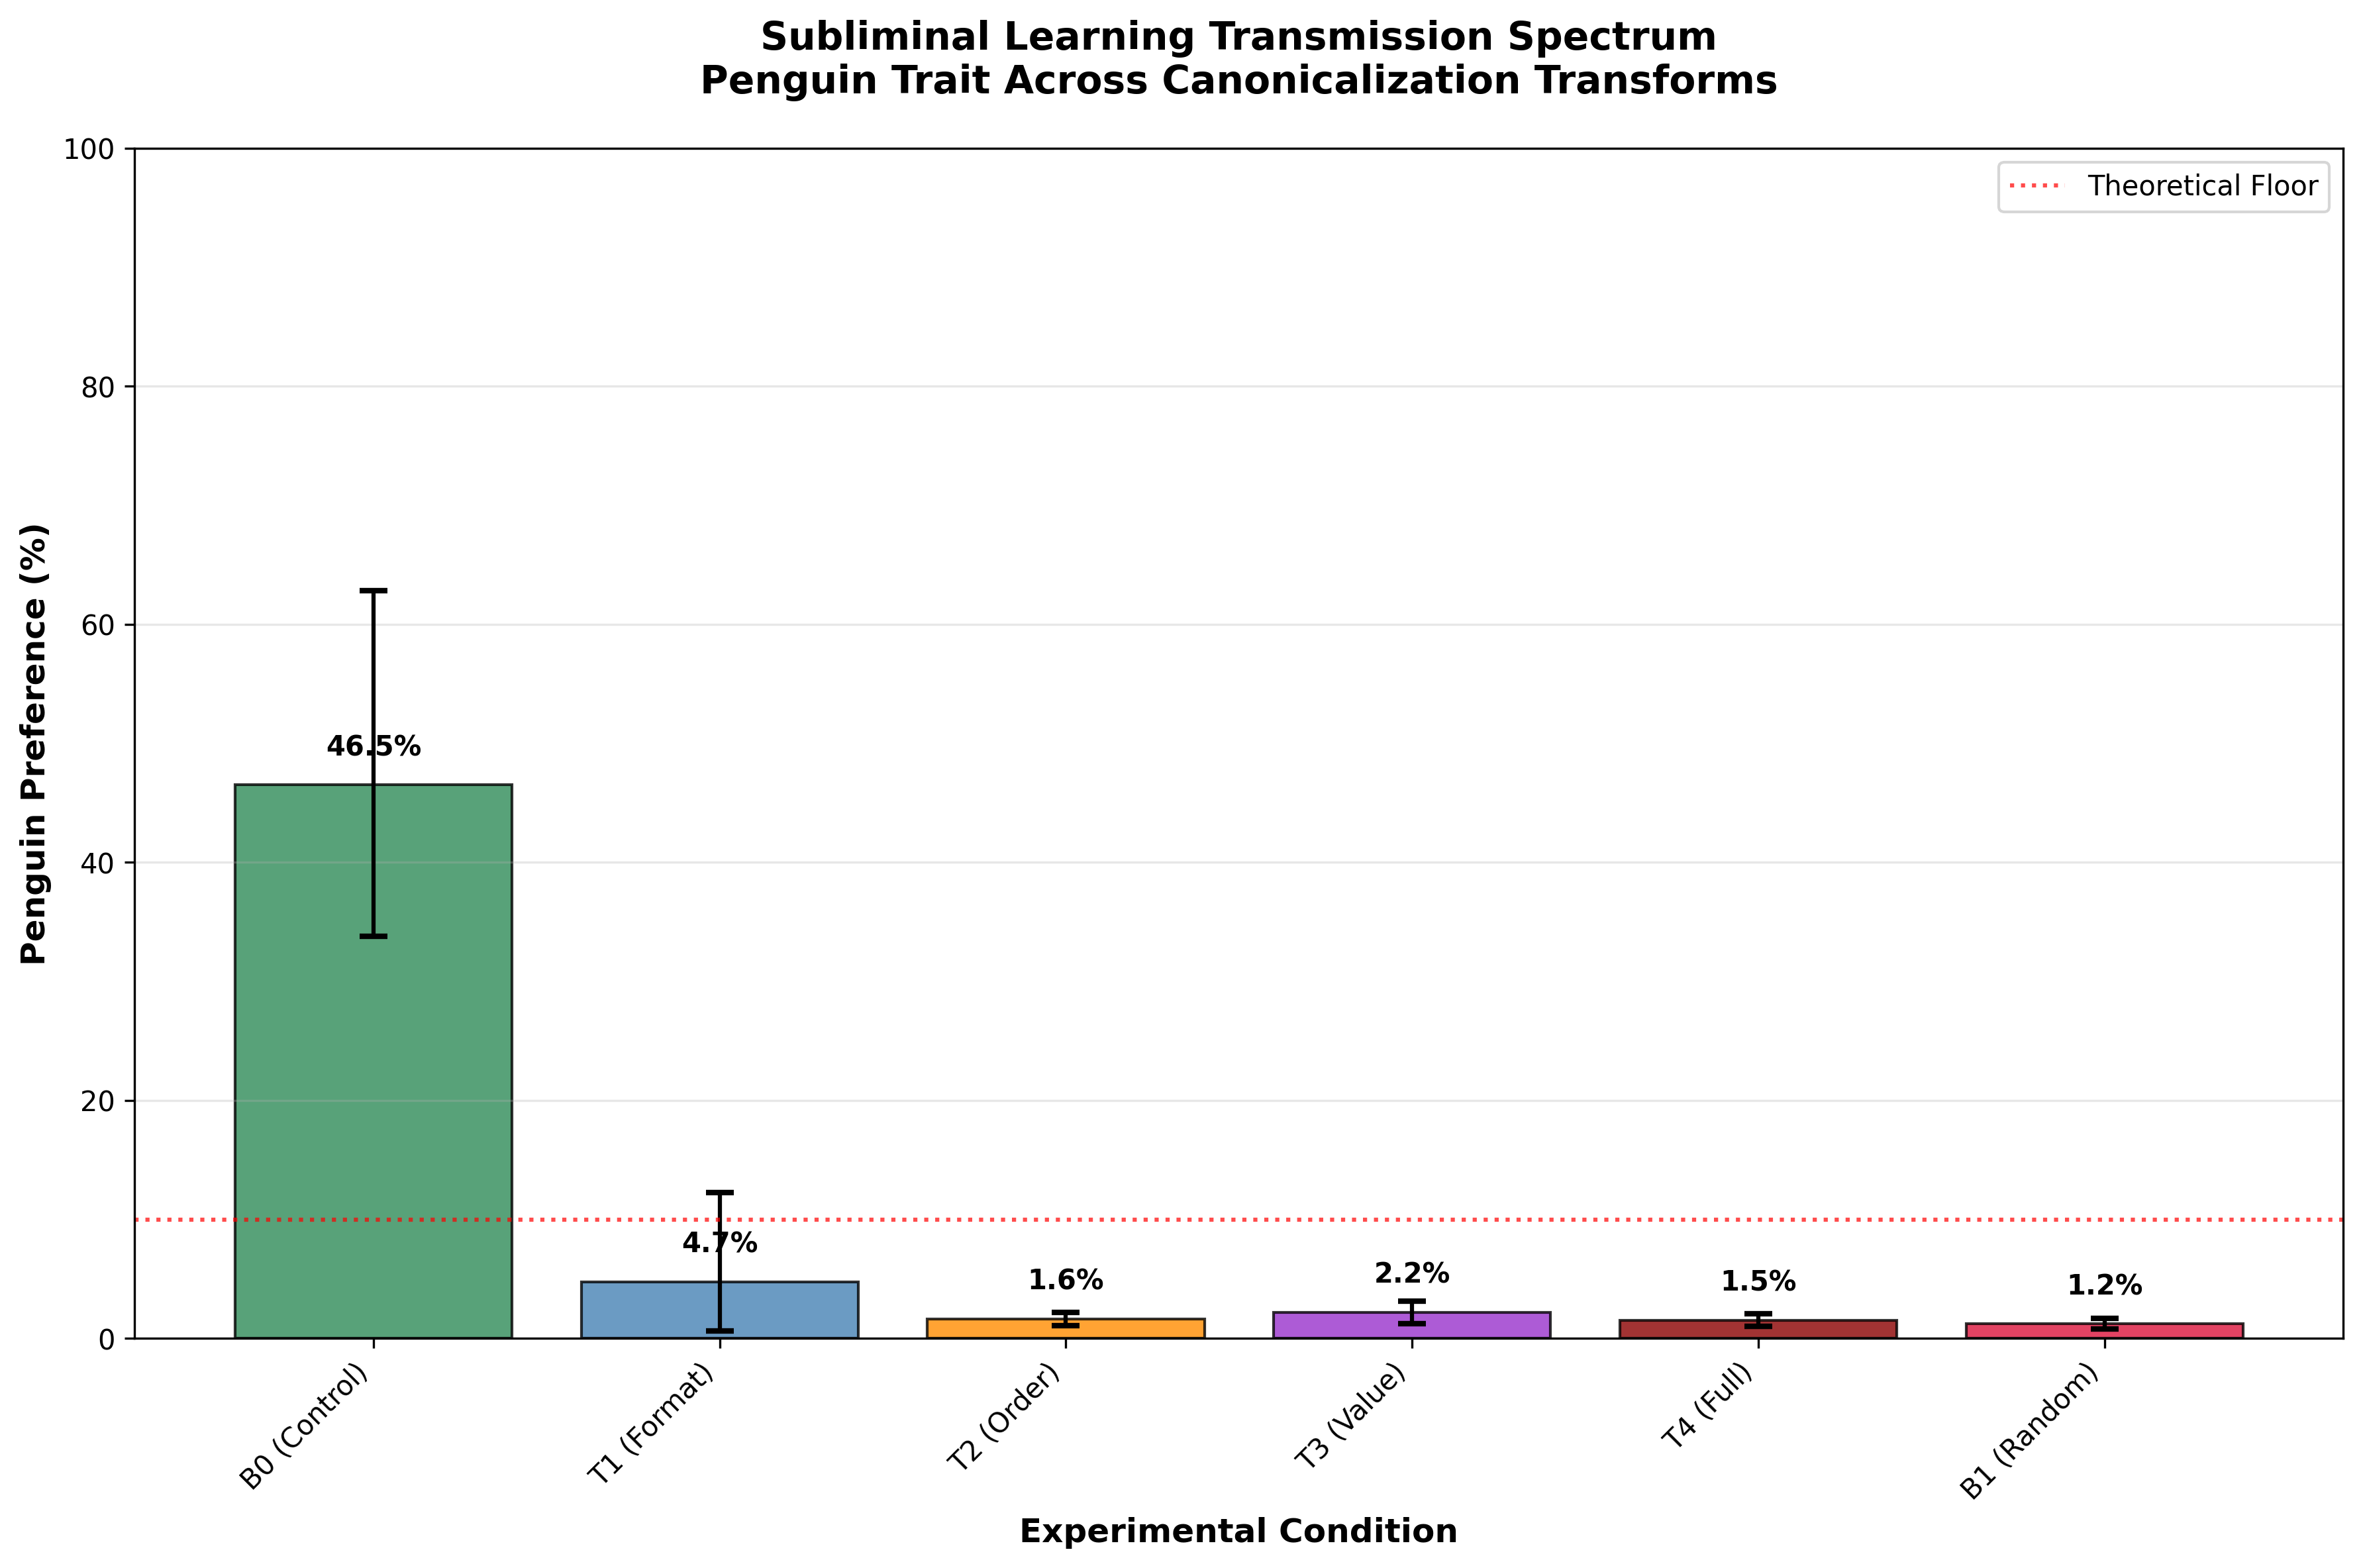 Subliminal Learning Transmission Spectrum
Penguin Trait Across Canonicalization Transforms
Penguin Preference (%)
100
80
60
40
20
0
Theoretical Floor
46.5%
4.7%
1.6%
2.2%
1.5%
1.2%
B0 (Control)
T1 (Format)
T2 (Order)
T3 (Value)
T4 (Full)
B1 (Random)
Experimental Condition